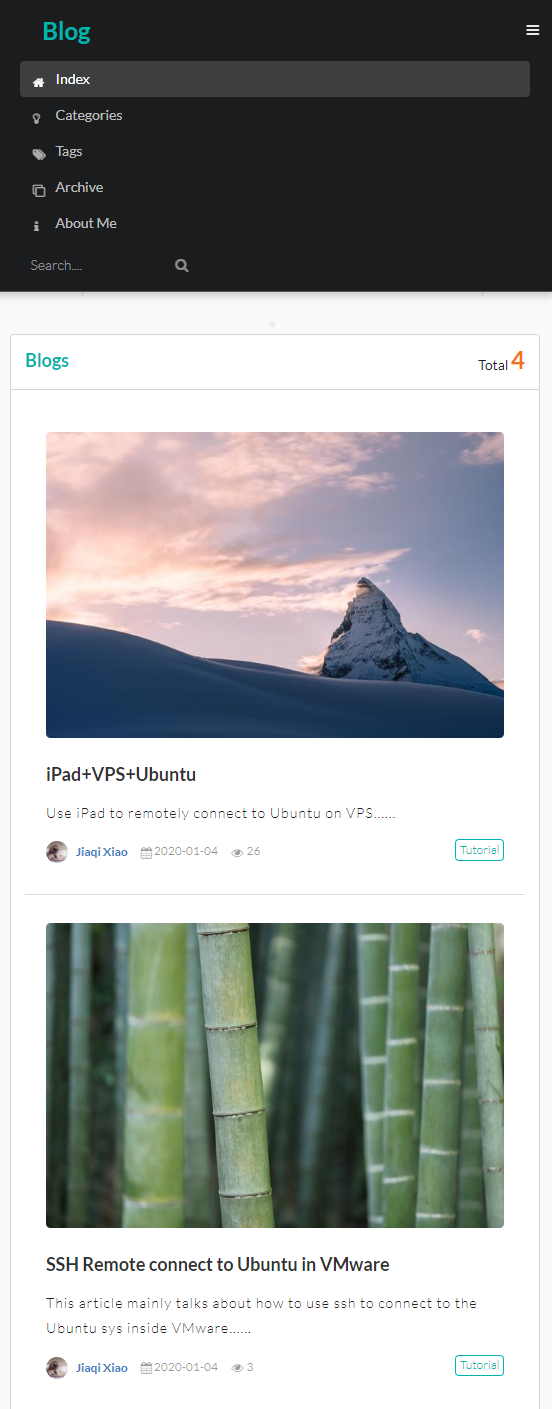 Blog
Index
Categories
Tags
Archive
About Me
Search....
Blogs
Total 4
iPad+VPS+Ubuntu
Use iPad to remotely connect to Ubuntu on VPS......
Jiaqi Xiao 2020-01-04 26 Tutorial
SSH Remote connect to Ubuntu in VMware
This article mainly talks about how to use ssh to connect to the
Ubuntu sys inside VMware......
Jiaqi Xiao 2020-01-04 3 Tutorial